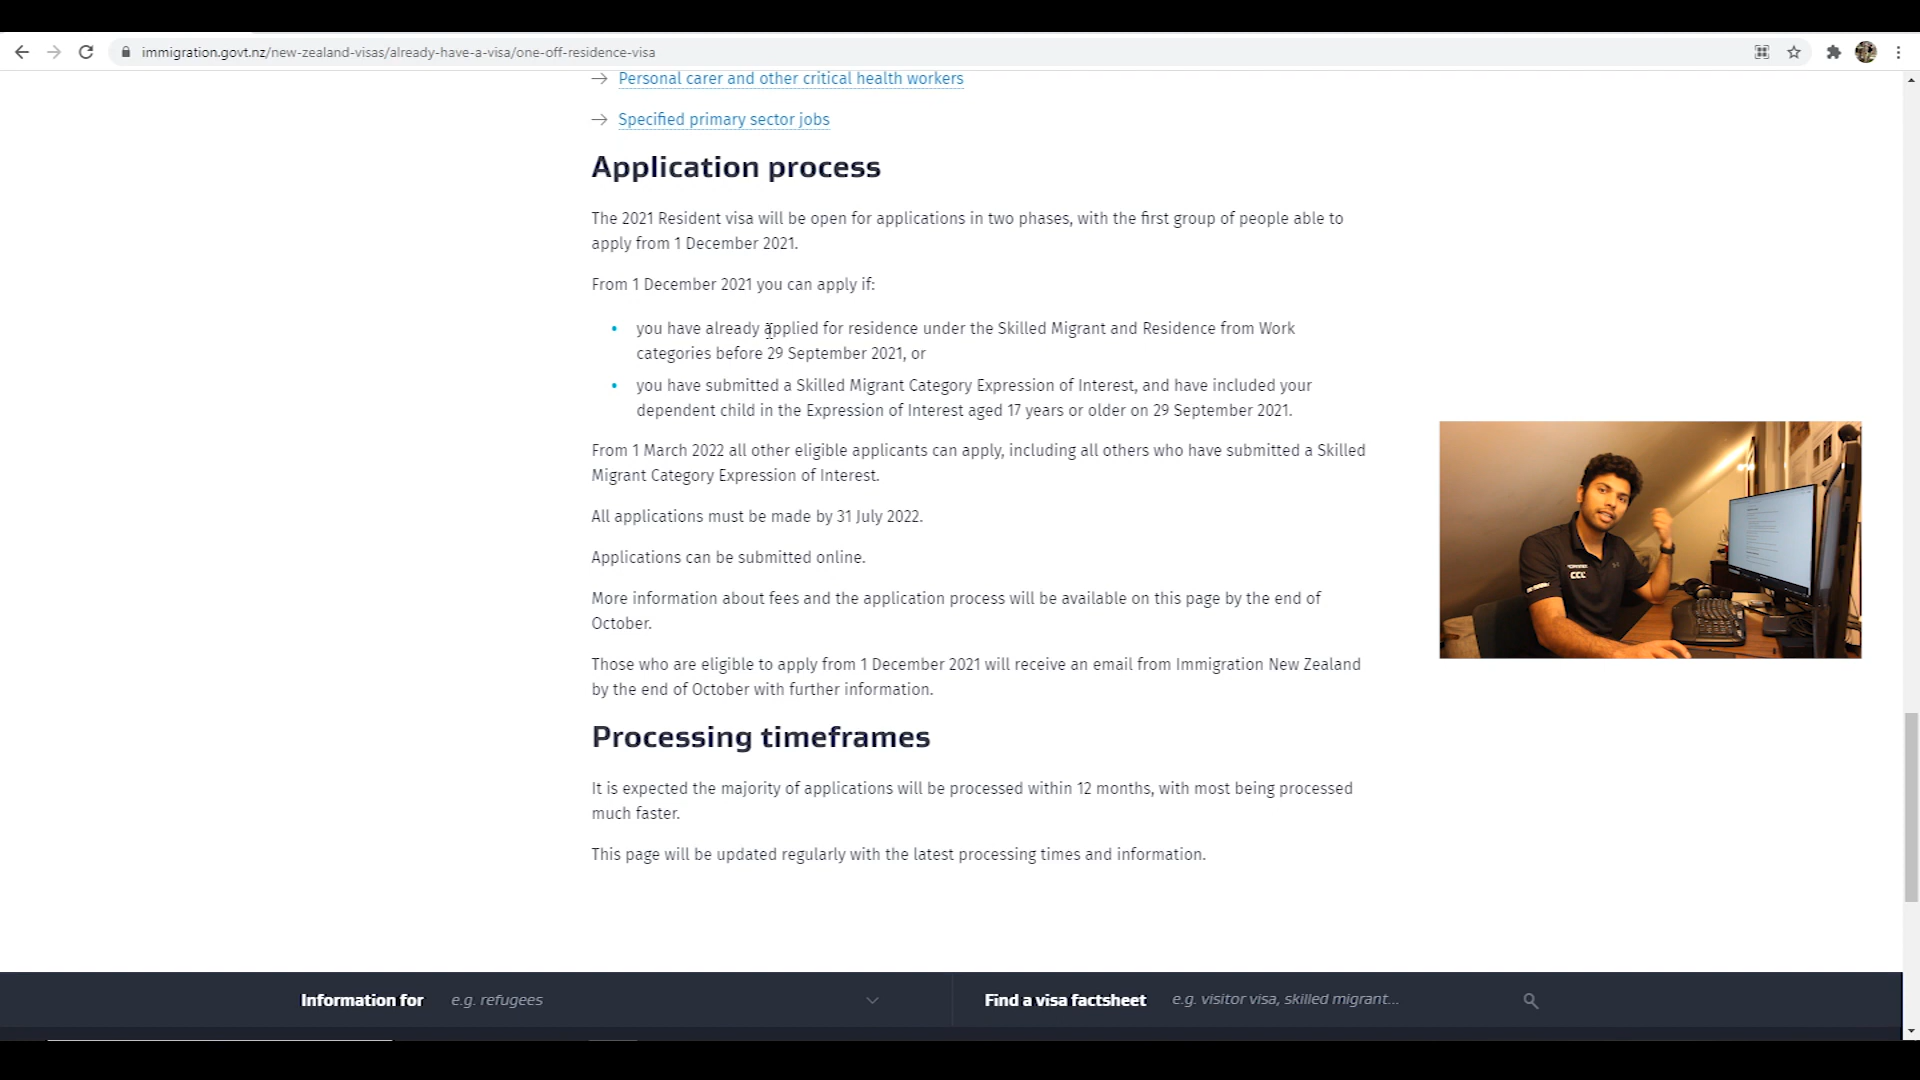 immigration.govt.nz/new-zealand-visas/already-have-a-visa/one-off-residence-visa
→ Personal carer and other critical health workers
→ Specified primary sector jobs
Application process
The 2021 Resident visa will be open for applications in two phases, with the first group of people able to
apply from 1 December 2021.
From 1 December 2021 you can apply if:
• you have already applied for residence under the Skilled Migrant and Residence from Work
categories before 29 September 2021, or
• you have submitted a Skilled Migrant Category Expression of Interest, and have included your
dependent child in the Expression of Interest aged 17 years or older on 29 September 2021.
From 1 March 2022 all other eligible applicants can apply, including all others who have submitted a Skilled
Migrant Category Expression of Interest.
All applications must be made by 31 July 2022.
Applications can be submitted online.
More information about fees and the application process will be available on this page by the end of
October.
Those who are eligible to apply from 1 December 2021 will receive an email from Immigration New Zealand
by the end of October with further information.
Processing timeframes
It is expected the majority of applications will be processed within 12 months, with most being processed
much faster.
This page will be updated regularly with the latest processing times and information.
Information for e.g. refugees
Find a visa factsheet e.g. visitor visa, skilled migrant...
CCL